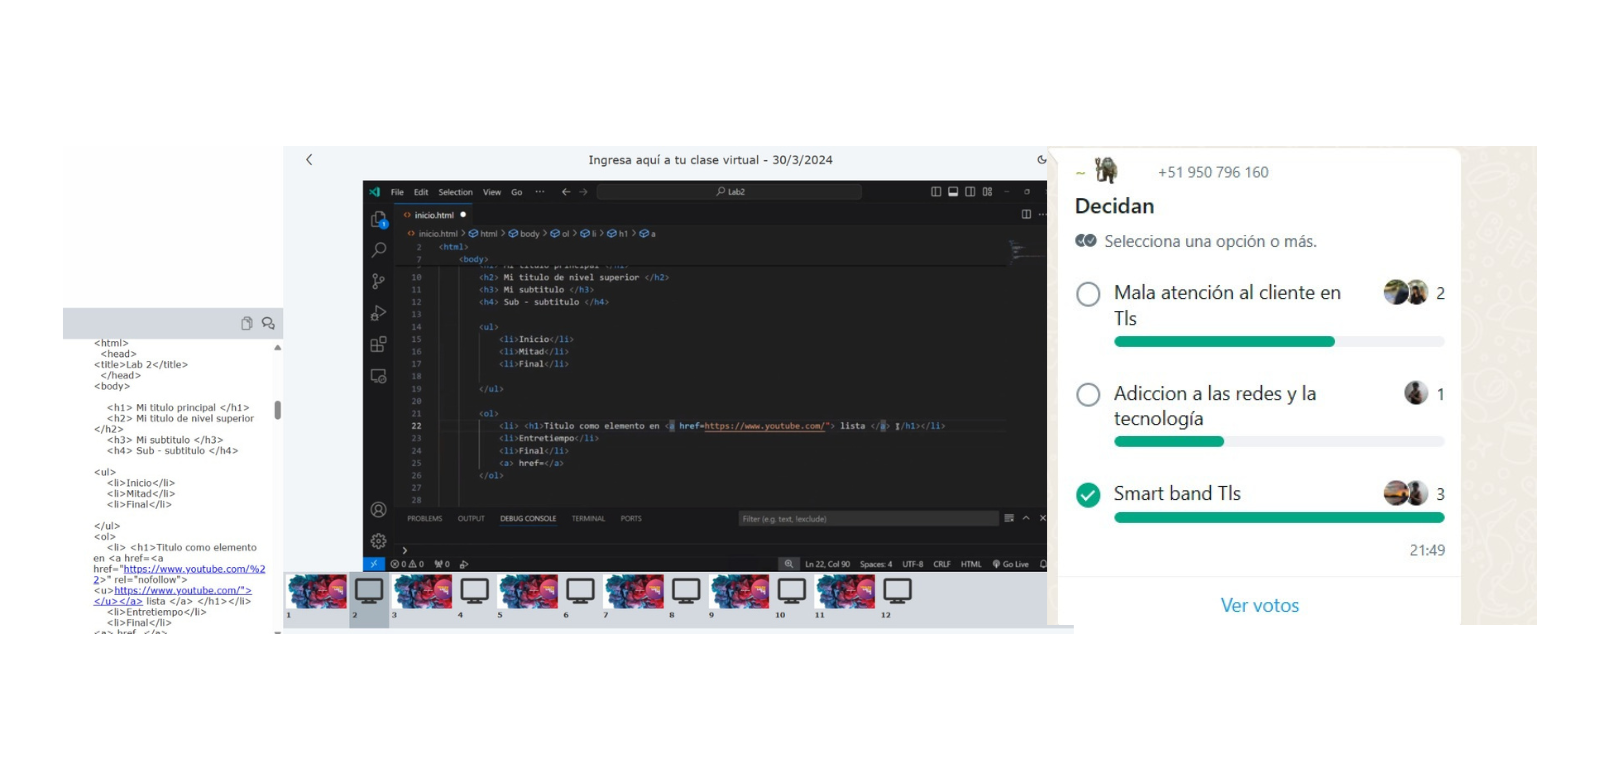 <html>
<head>
<title>Lab 2</title>
</head>
<body>
<h1> Mi titulo principal </h1>
<h2> Mi titulo de nivel superior
</h2>
<h3> Mi subtitulo </h3>
<h4> Sub - subtitulo </h4>
<ul>
<li>Inicio</li>
<li>Mitad</li>
<li>Final</li>
</ul>
<ol>
<li> <h1>Titulo como elemento
en <a href=<a
href="https://www.youtube.com/%2
2>" rel="nofollow">
<u>https://www.youtube.com/">
</u></a> lista </a> </h1></li>
<li>Entretiempo</li>
<li>Final</li>
<a> href </a>
Ingresa aquí a tu clase virtual - 30/3/2024
File Edit Selection View Go ··· Lab2
inicio.html
inicio.html > html > body > ol > li > h1 > a
2 <html>
7 <body>
<h1> Mi titulo principal </h1>
10 <h2> Mi titulo de nivel superior </h2>
11 <h3> Mi subtitulo </h3>
12 <h4> Sub - subtitulo </h4>
13
14 <ul>
15 <li>Inicio</li>
16 <li>Mitad</li>
17 <li>Final</li>
18
19 </ul>
20
21 <ol>
22 <li> <h1>Titulo como elemento en <a href=https://www.youtube.com/"> lista </a> /h1></li>
23 <li>Entretiempo</li>
24 <li>Final</li>
25 <a> href=</a>
26 </ol>
27
28
PROBLEMS OUTPUT DEBUG CONSOLE TERMINAL PORTS Filter (e.g. text, !exclude)
0 0 0 Ln 22, Col 90 Spaces: 4 UTF-8 CRLF HTML Go Live
1 2 3 4 5 6 7 8 9 10 11 12
~ +51 950 796 160
Decidan
Selecciona una opción o más.
Mala atención al cliente en 2
Tls
Adiccion a las redes y la 1
tecnología
Smart band Tls 3
21:49
Ver votos